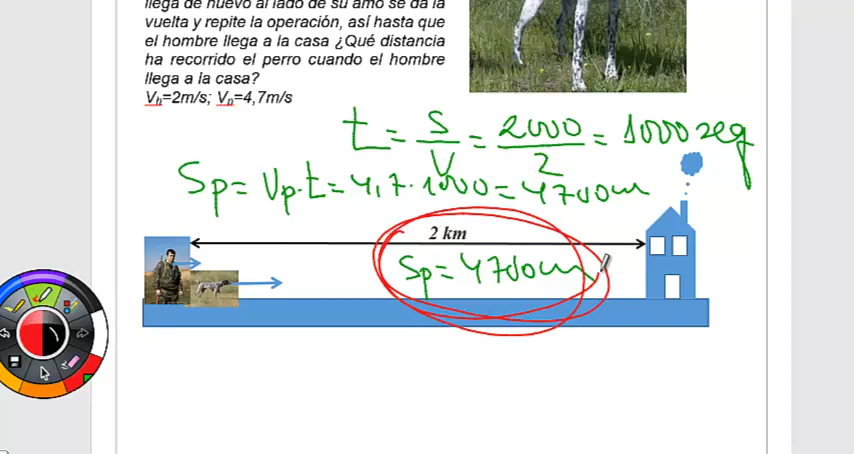 llega de nuevo al lado de su amo se da la
vuelta y repite la operación, así hasta que
el hombre llega a la casa ¿Qué distancia
ha recorrido el perro cuando el hombre
llega a la casa?
Vh=2m/s; Vp=4,7m/s
t = S/V = 2000/2 = 1000 seg
Sp = Vp·t = 4,7·1000 = 4700m
2 km
Sp = 4700m